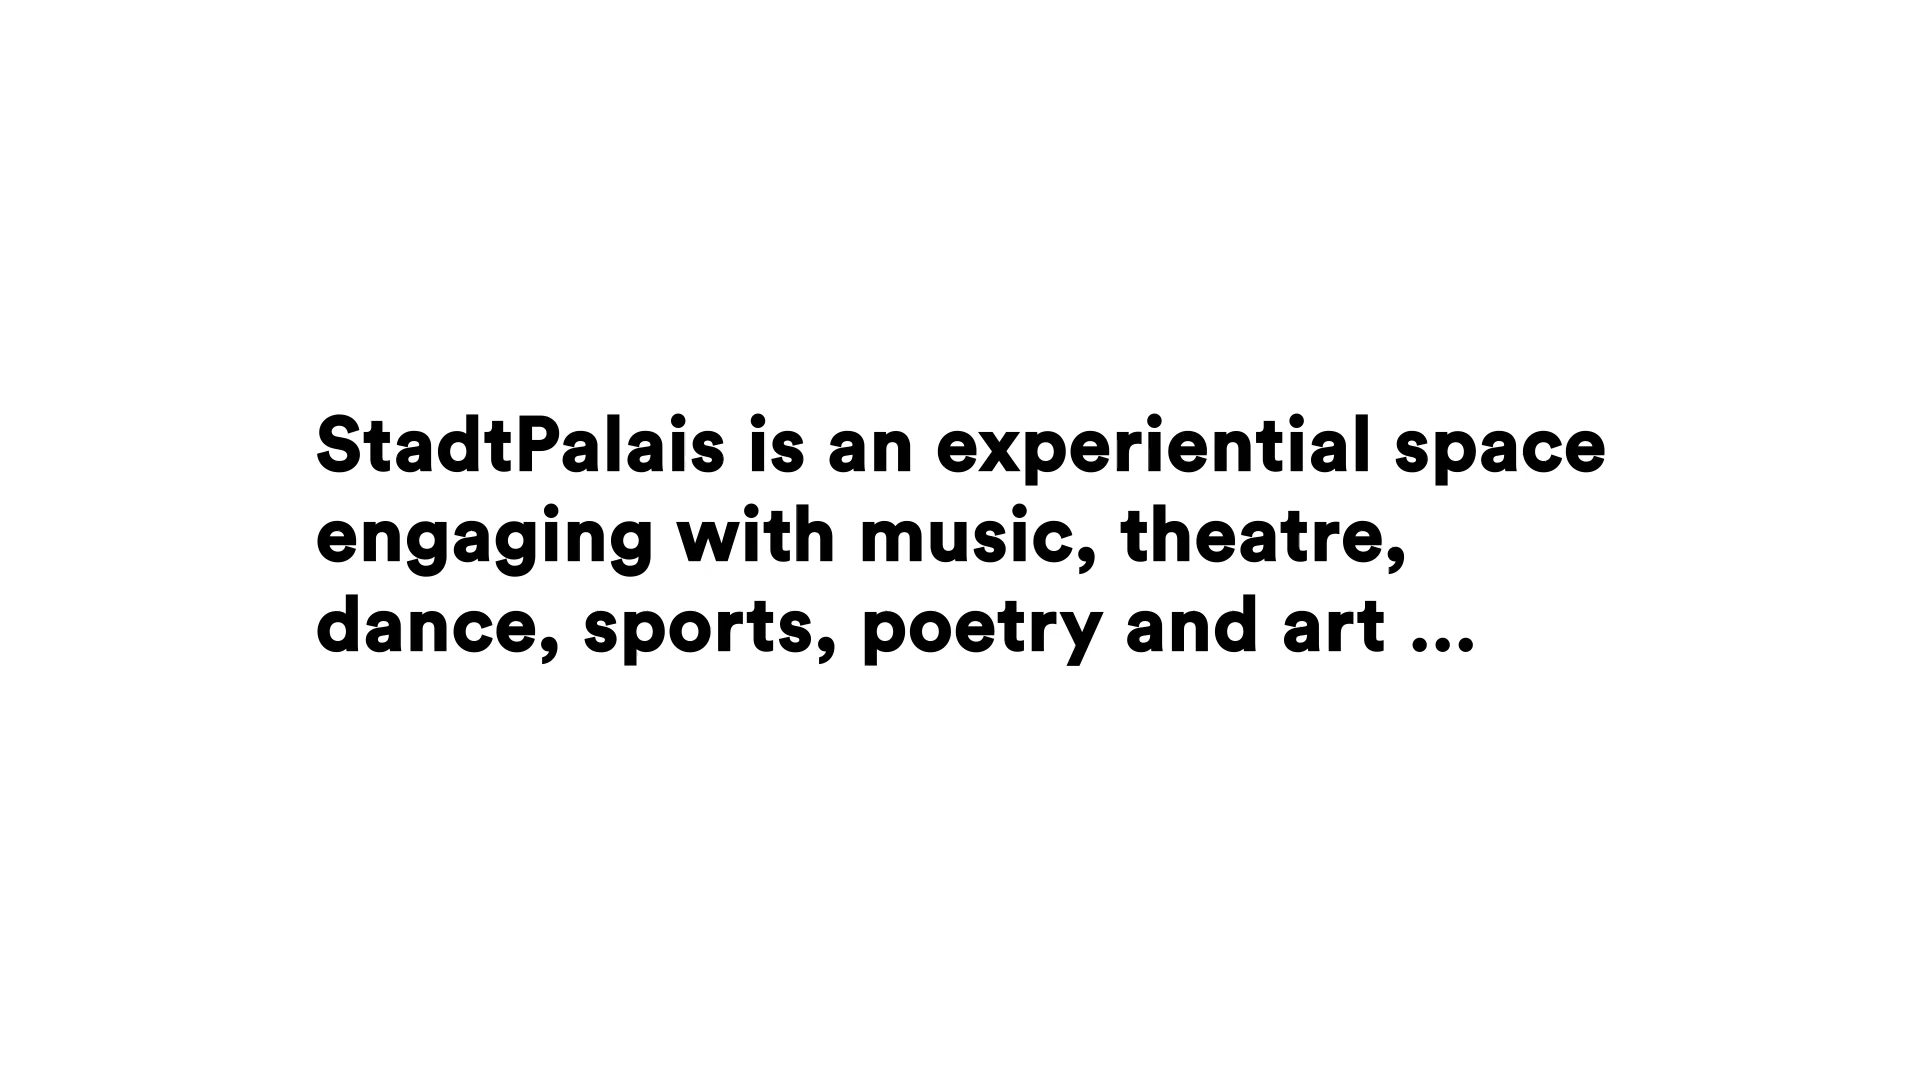 StadtPalais is an experiential space
engaging with music, theatre,
dance, sports, poetry and art ...